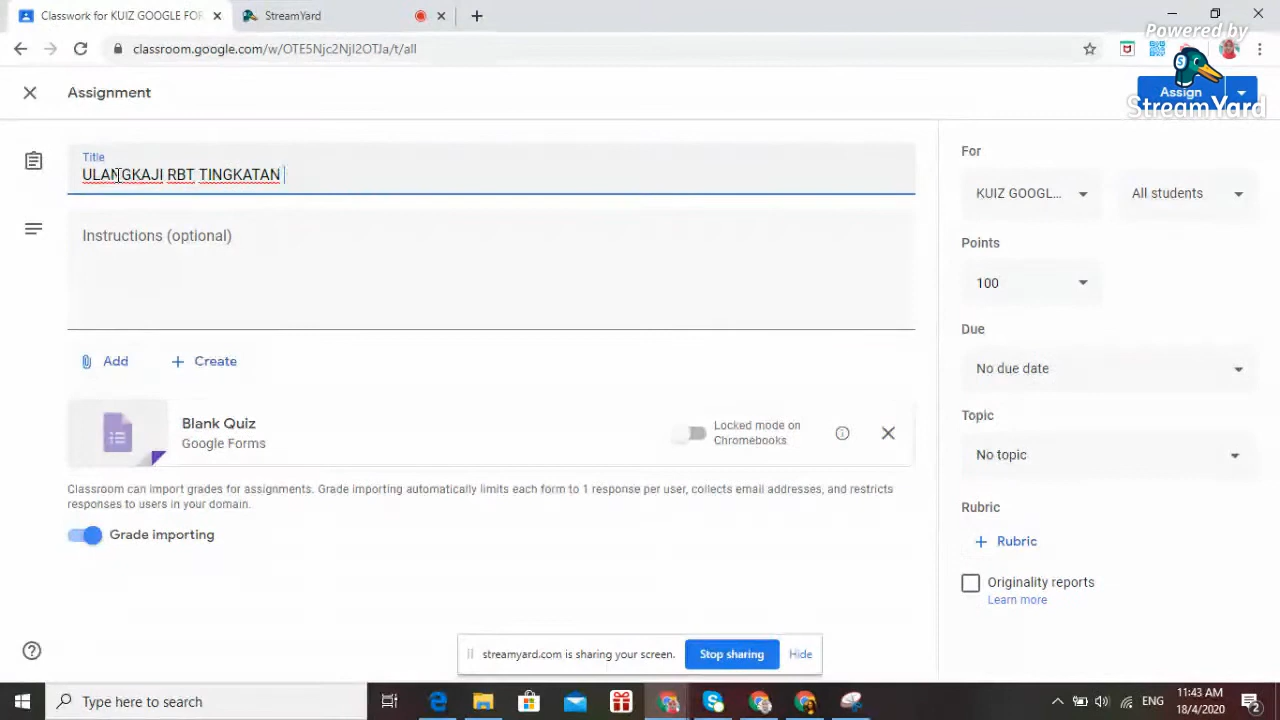 Classwork for KUIZ GOOGLE FOR
StreamYard
Powered by
classroom.google.com/w/OTE5Njc2NjI2OTJa/t/all
Assignment
Assign
StreamYard
Title
ULANGKAJI RBT TINGKATAN
Instructions (optional)
Add
Create
Blank Quiz
Google Forms
Locked mode on
Chromebooks
Classroom can import grades for assignments. Grade importing automatically limits each form to 1 response per user, collects email addresses, and restricts
responses to users in your domain.
Grade importing
For
KUIZ GOOGL...
All students
Points
100
Due
No due date
Topic
No topic
Rubric
Rubric
Originality reports
Learn more
streamyard.com is sharing your screen.
Stop sharing
Hide
Type here to search
ENG
11:43 AM
18/4/2020
2